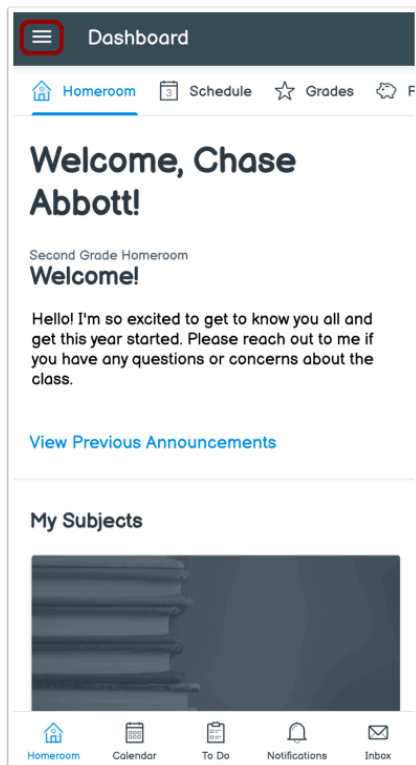 Dashboard
Homeroom 3 Schedule Grades F
Welcome, Chase
Abbott!
Second Grade Homeroom
Welcome!
Hello! I'm so excited to get to know you all and
get this year started. Please reach out to me if
you have any questions or concerns about the
class.
View Previous Announcements
My Subjects
Homeroom Calendar To Do Notifications Inbox